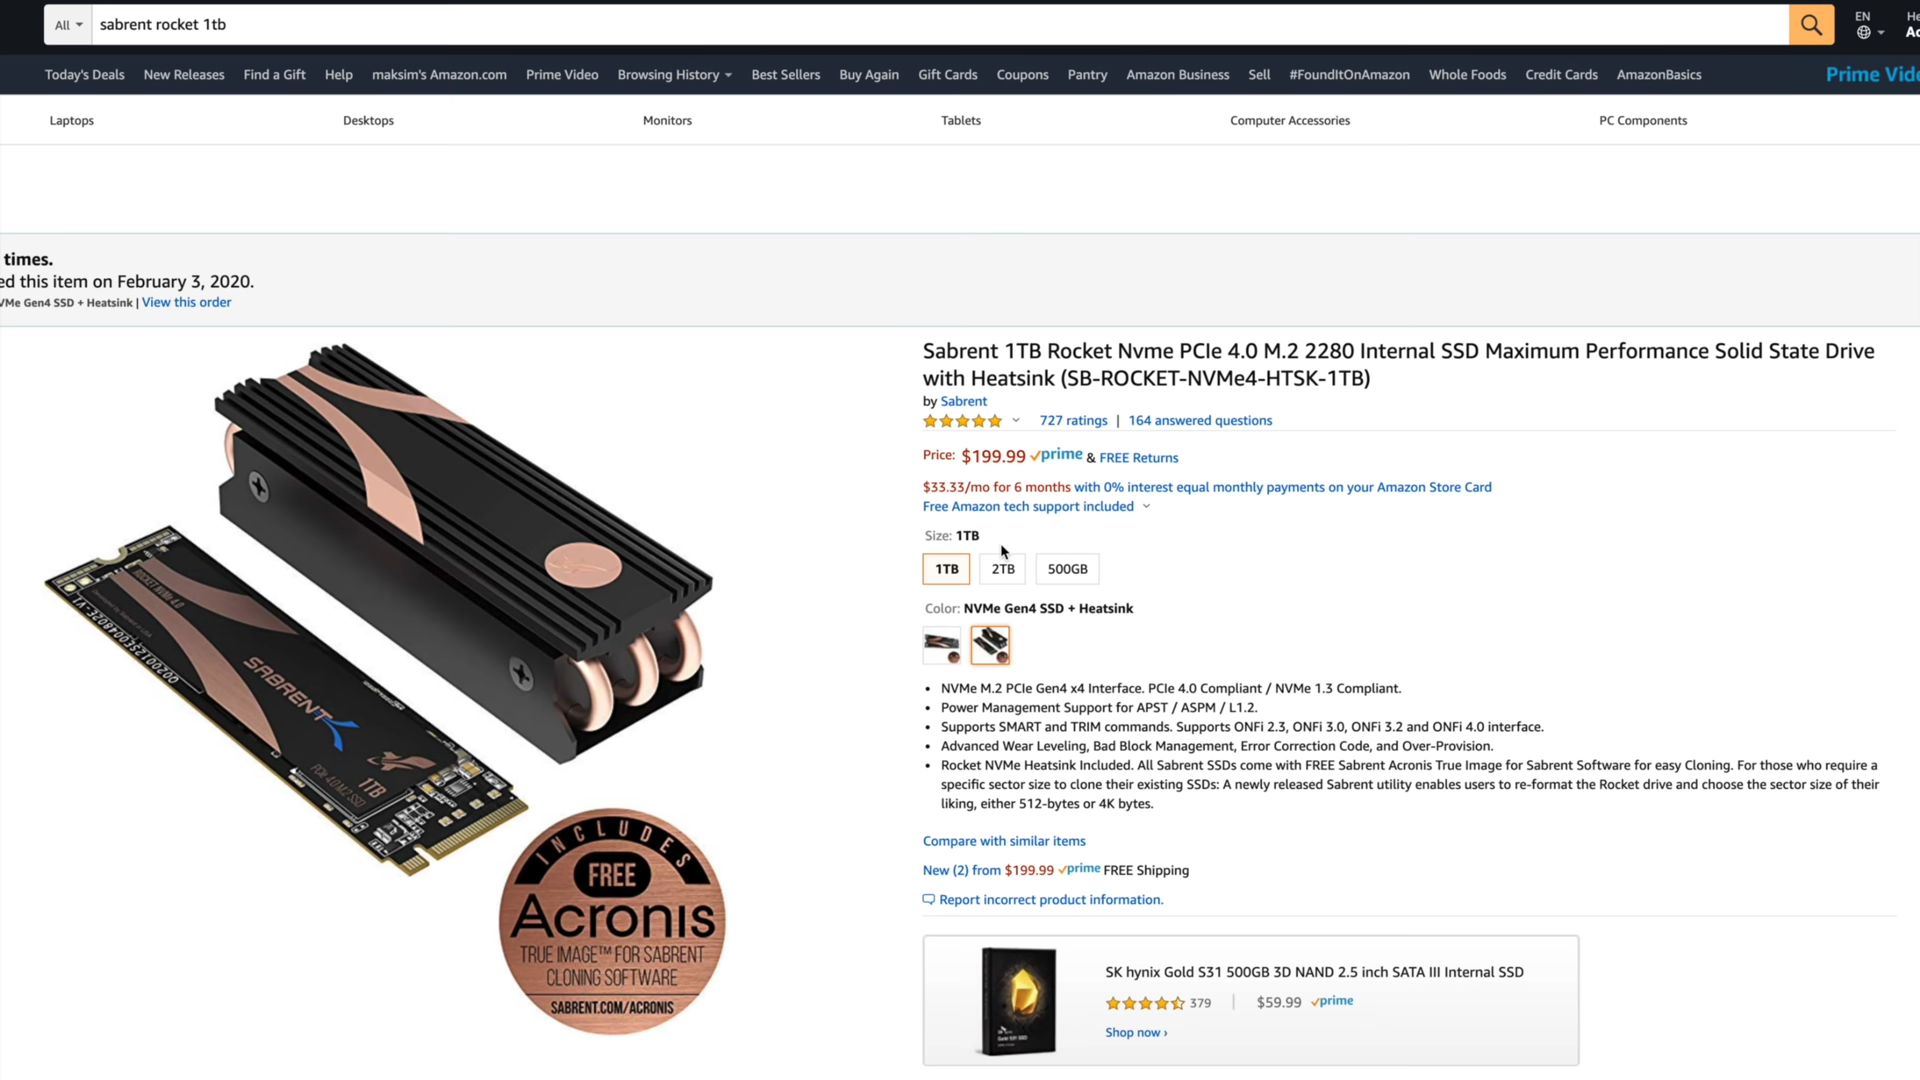 All
sabrent rocket 1tb
EN
He
Ac
Today's Deals
New Releases
Find a Gift
Help
maksim's Amazon.com
Prime Video
Browsing History
Best Sellers
Buy Again
Gift Cards
Coupons
Pantry
Amazon Business
Sell
#FoundItOnAmazon
Whole Foods
Credit Cards
AmazonBasics
Prime Vide
Laptops
Desktops
Monitors
Tablets
Computer Accessories
PC Components
times.
ed this item on February 3, 2020.
VMe Gen4 SSD + Heatsink | View this order
ROCKET NVMe 4.0
SABRENT
PCIe 4.0 M.2 SSD
1TB
INCLUDES
FREE
Acronis
TRUE IMAGE™ FOR SABRENT
CLONING SOFTWARE
SABRENT.COM/ACRONIS
Sabrent 1TB Rocket Nvme PCIe 4.0 M.2 2280 Internal SSD Maximum Performance Solid State Drive
with Heatsink (SB-ROCKET-NVMe4-HTSK-1TB)
by Sabrent
727 ratings | 164 answered questions
Price: $199.99 prime & FREE Returns
$33.33/mo for 6 months with 0% interest equal monthly payments on your Amazon Store Card
Free Amazon tech support included
Size: 1TB
1TB
2TB
500GB
Color: NVMe Gen4 SSD + Heatsink
• NVMe M.2 PCIe Gen4 x4 Interface. PCIe 4.0 Compliant / NVMe 1.3 Compliant.
• Power Management Support for APST / ASPM / L1.2.
• Supports SMART and TRIM commands. Supports ONFi 2.3, ONFi 3.0, ONFi 3.2 and ONFi 4.0 interface.
• Advanced Wear Leveling, Bad Block Management, Error Correction Code, and Over-Provision.
• Rocket NVMe Heatsink Included. All Sabrent SSDs come with FREE Sabrent Acronis True Image for Sabrent Software for easy Cloning. For those who require a
specific sector size to clone their existing SSDs: A newly released Sabrent utility enables users to re-format the Rocket drive and choose the sector size of their
liking, either 512-bytes or 4K bytes.
Compare with similar items
New (2) from $199.99 prime FREE Shipping
Report incorrect product information.
SK hynix Gold S31 500GB 3D NAND 2.5 inch SATA III Internal SSD
379 | $59.99 prime
Shop now ›